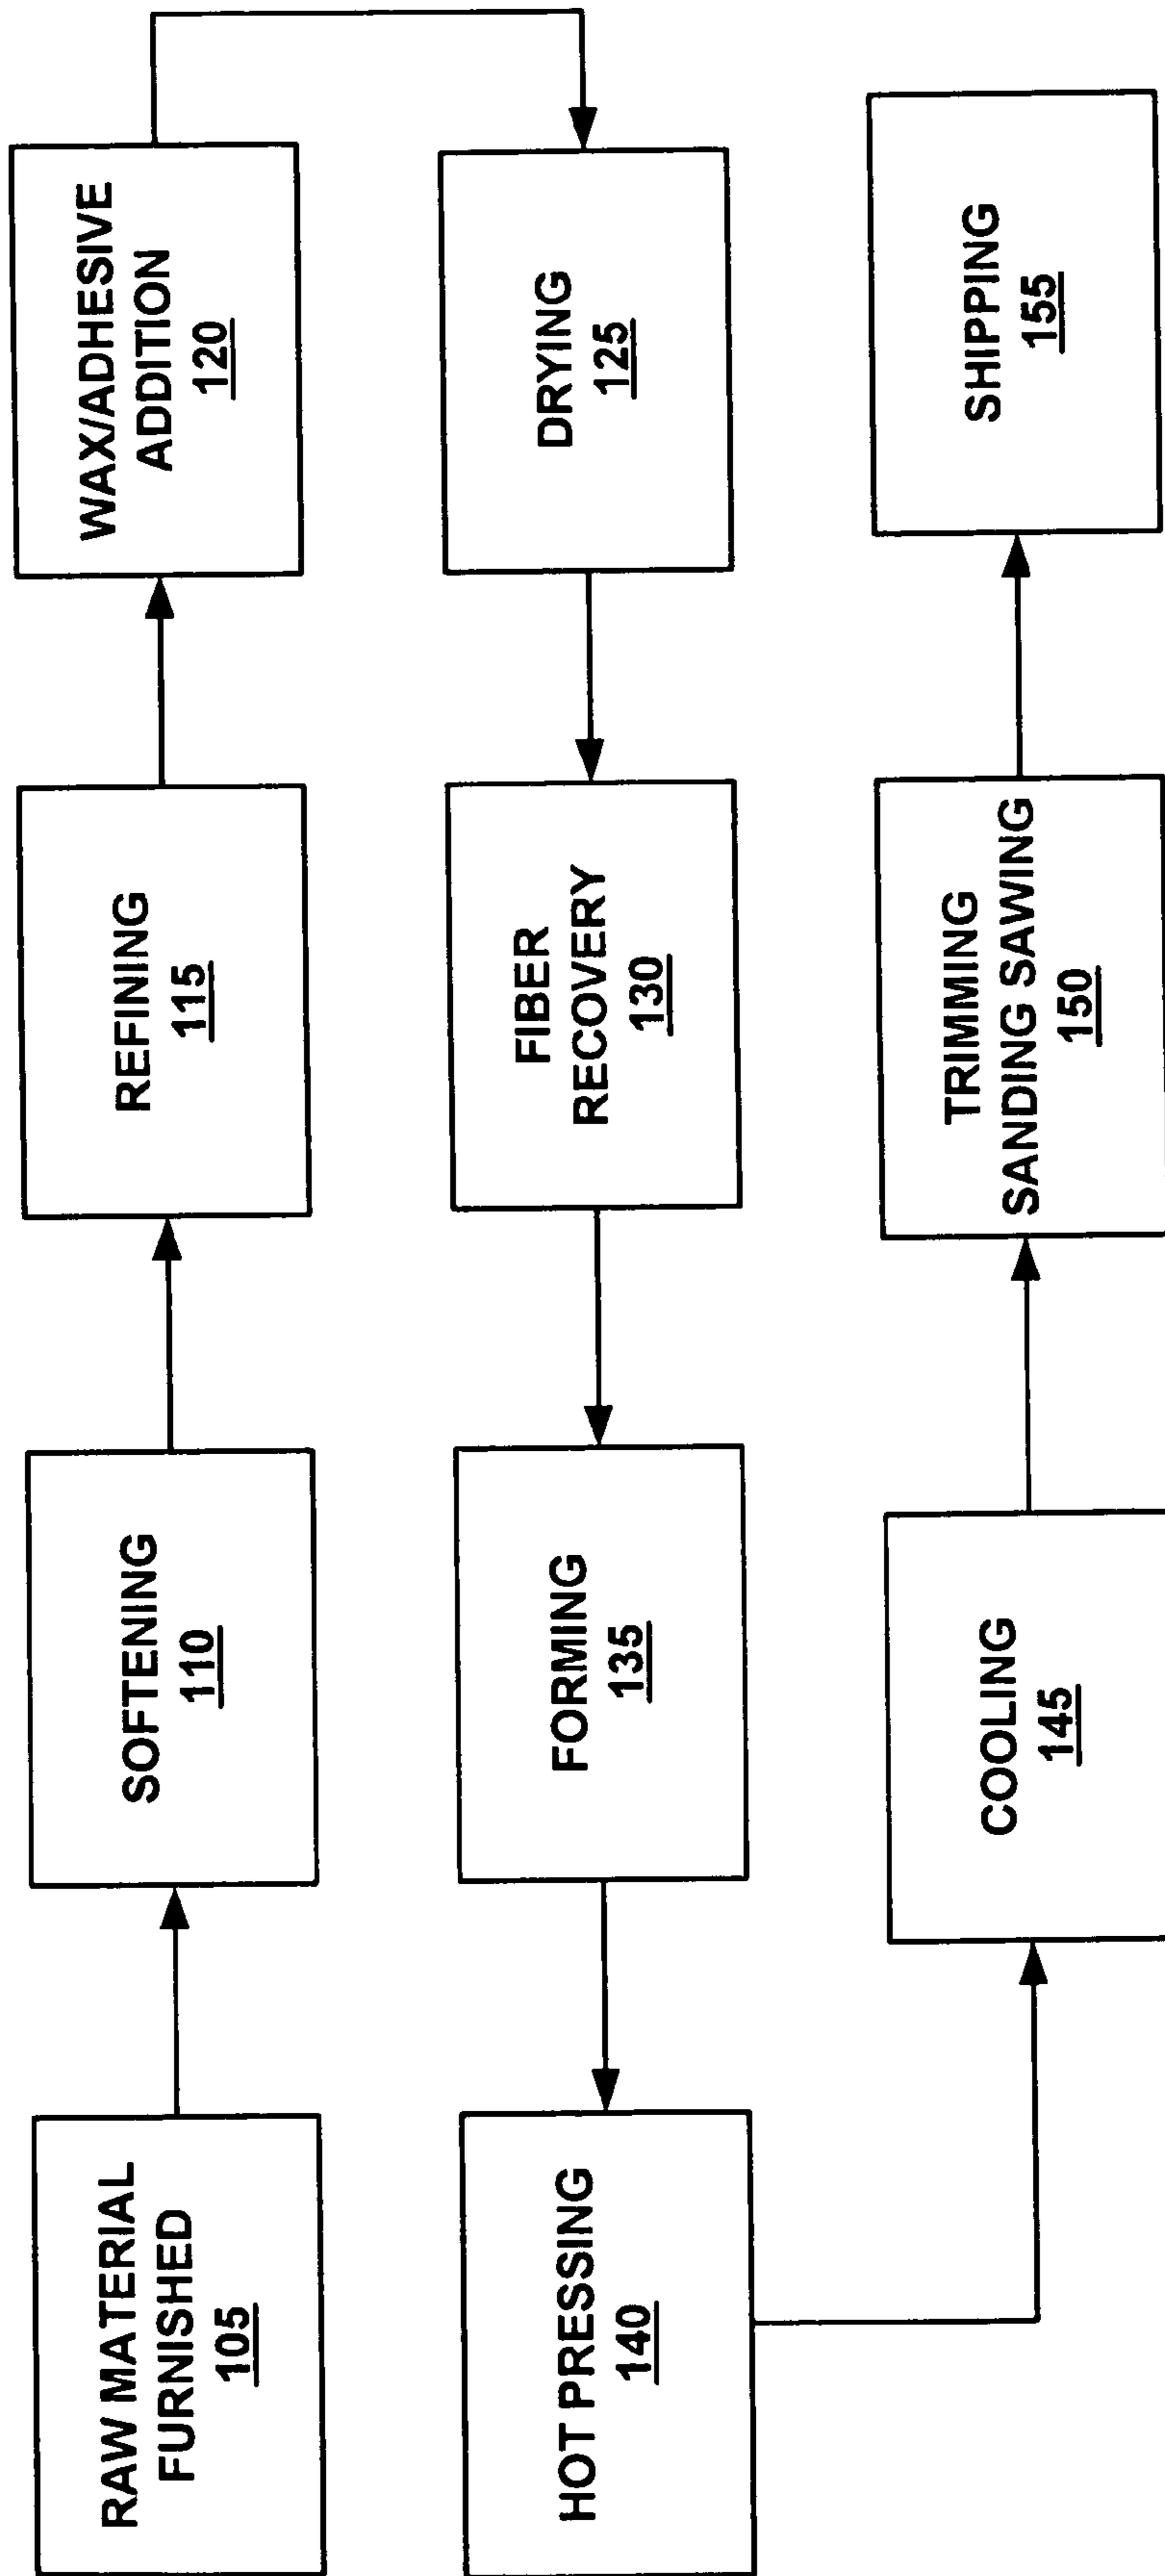 RAW MATERIAL
FURNISHED
105
SOFTENING
110
REFINING
115
WAX/ADHESIVE
ADDITION
120
DRYING
125
FIBER
RECOVERY
130
FORMING
135
HOT PRESSING
140
COOLING
145
TRIMMING
SANDING SAWING
150
SHIPPING
155